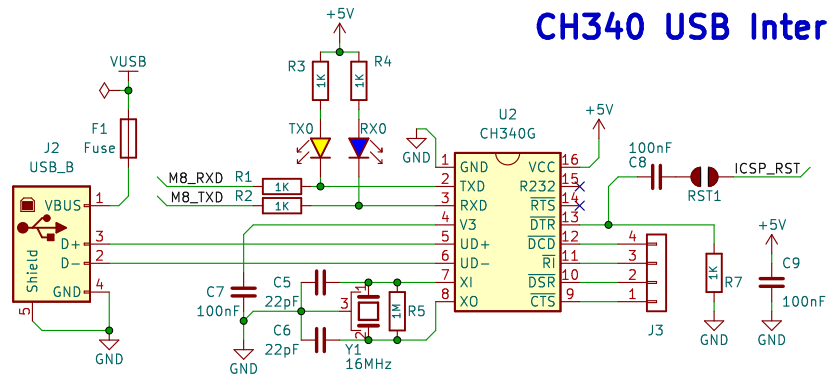 CH340 USB Inter
+5V
VUSB
R3
1K
R4
1K
F1
Fuse
TX0
RX0
J2
USB_B
VBUS 1
D+ 3
D- 2
GND 4
Shield
5
GND
M8_RXD
R1
1K
M8_TXD
R2
1K
GND
U2
CH340G
1 GND
2 TXD
3 RXD
4 V3
5 UD+
6 UD-
7 XI
8 XO
VCC 16
R232 15
RTS 14
DTR 13
DCD 12
RI 11
DSR 10
CTS 9
+5V
100nF
C8
RST1
ICSP_RST
4
3
2
1
J3
1K
R7
GND
+5V
C9
100nF
GND
C7
100nF
GND
C5
22pF
C6
22pF
1
3
2
Y1
16MHz
1M
R5